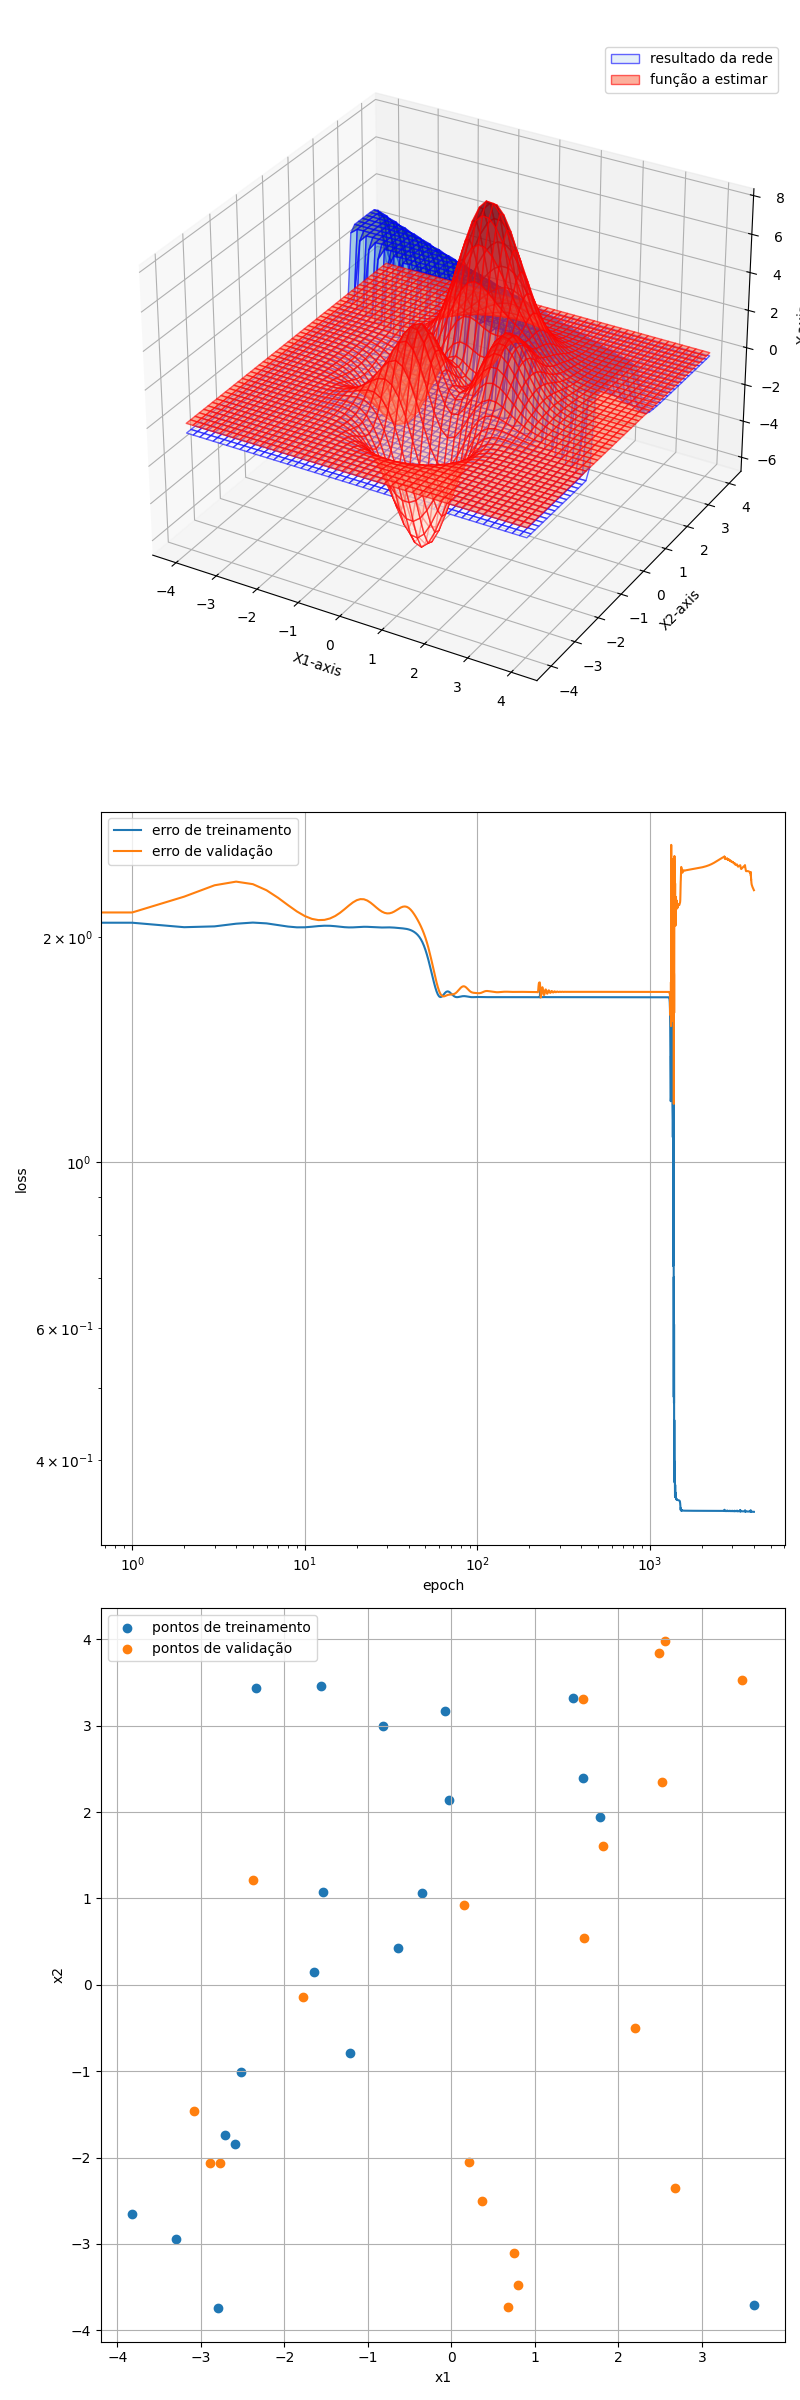 resultado da rede
função a estimar
8
6
4
2
0
−2
−4
−6
−4
−3
−2
−1
0
1
2
3
4
X1-axis
−4
−3
−2
−1
0
1
2
3
4
X2-axis
erro de treinamento
erro de validação
2 × 10⁰
10⁰
6 × 10⁻¹
4 × 10⁻¹
loss
10⁰ 10¹ 10² 10³
epoch
pontos de treinamento
pontos de validação
4
3
2
1
0
−1
−2
−3
−4
x2
−4 −3 −2 −1 0 1 2 3
x1